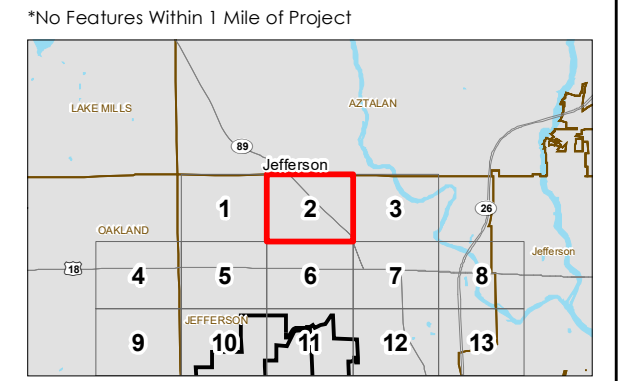 *No Features Within 1 Mile of Project
LAKE MILLS
AZTALAN
89
Jefferson
1
2
3
26
OAKLAND
Jefferson
18
4
5
6
7
8
JEFFERSON
9
10
11
12
13